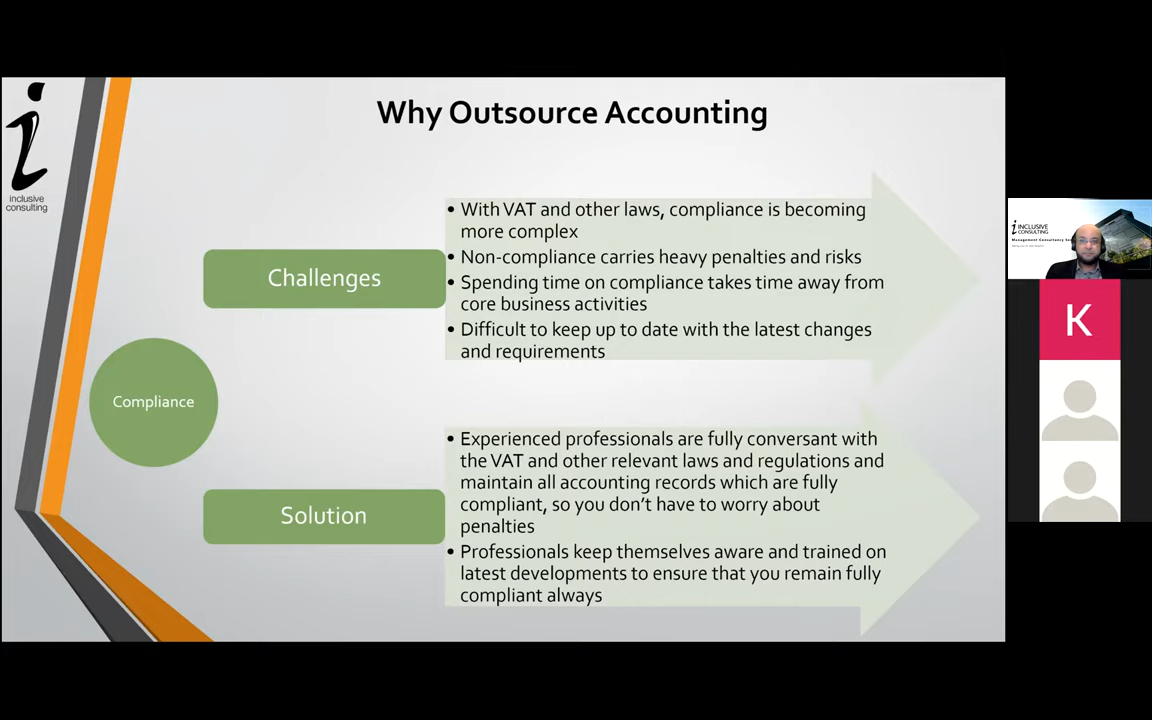 inclusive
consulting
Why Outsource Accounting
Compliance
Challenges
• With VAT and other laws, compliance is becoming
more complex
• Non-compliance carries heavy penalties and risks
• Spending time on compliance takes time away from
core business activities
• Difficult to keep up to date with the latest changes
and requirements
Solution
• Experienced professionals are fully conversant with
the VAT and other relevant laws and regulations and
maintain all accounting records which are fully
compliant, so you don't have to worry about
penalties
• Professionals keep themselves aware and trained on
latest developments to ensure that you remain fully
compliant always
INCLUSIVE
CONSULTING
Management Consultancy
K